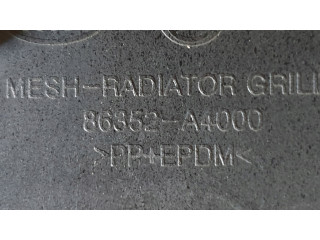 MESH-RADIATOR GRILL
86352-A4000
>PP+EPDM<